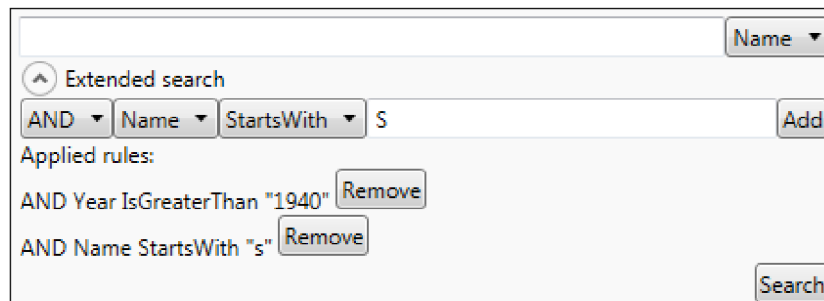 Name
Extended search
AND Name StartsWith S Add
Applied rules:
AND Year IsGreaterThan "1940" Remove
AND Name StartsWith "s" Remove
Search